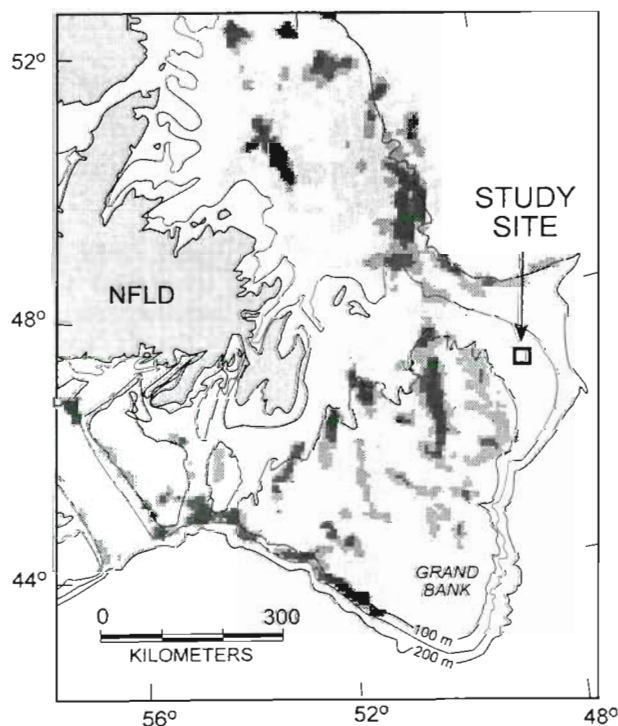 52°
STUDY
SITE
NFLD
48°
44°
GRAND
BANK
0 300
KILOMETERS
100 m
200 m
56° 52° 48°